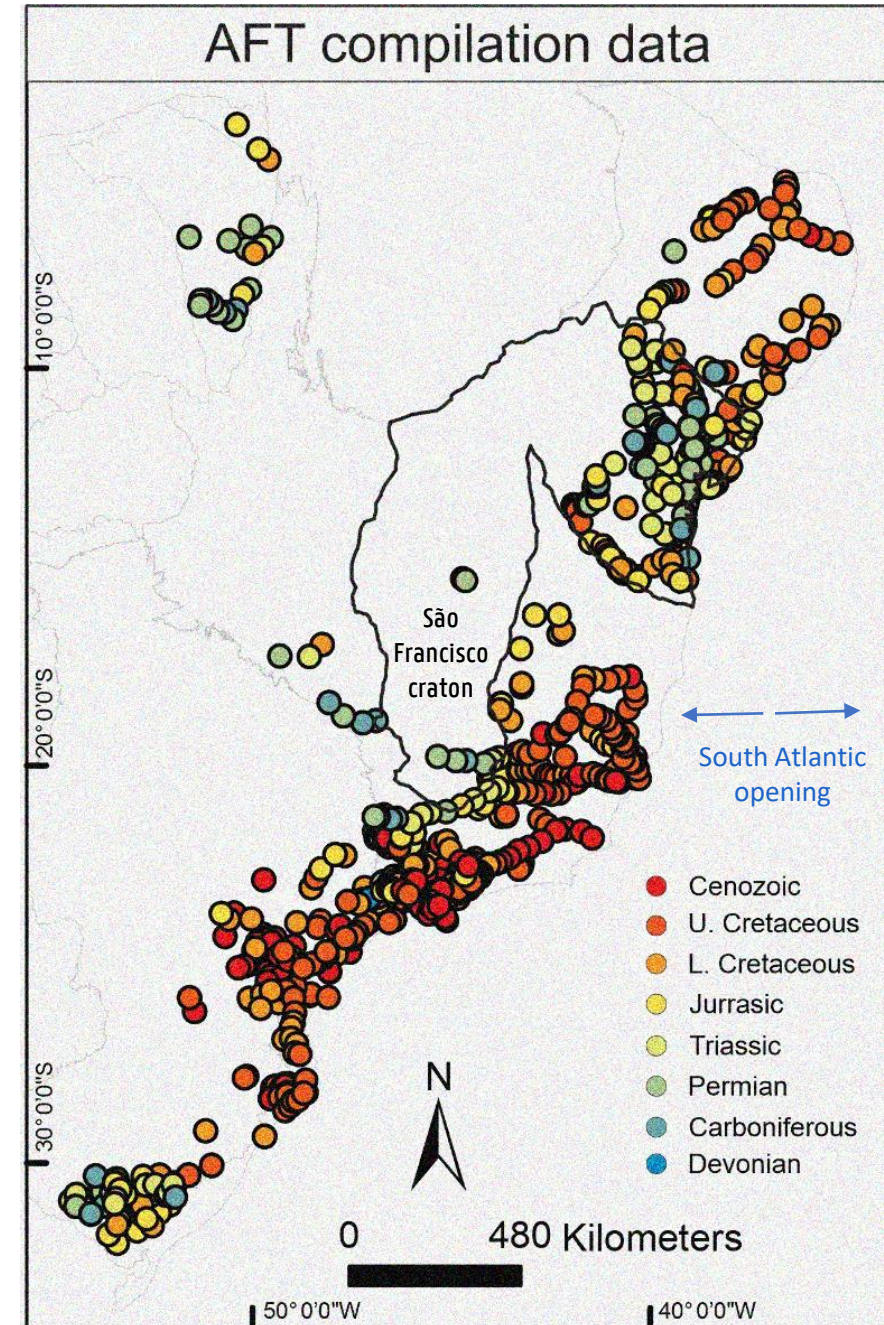 AFT compilation data
10° 0'0"S
São
Francisco
craton
20° 0'0"S
South Atlantic
opening
Cenozoic
U. Cretaceous
L. Cretaceous
Jurrasic
Triassic
Permian
Carboniferous
Devonian
30° 0'0"S
N
0 480 Kilometers
50° 0'0"W 40° 0'0"W